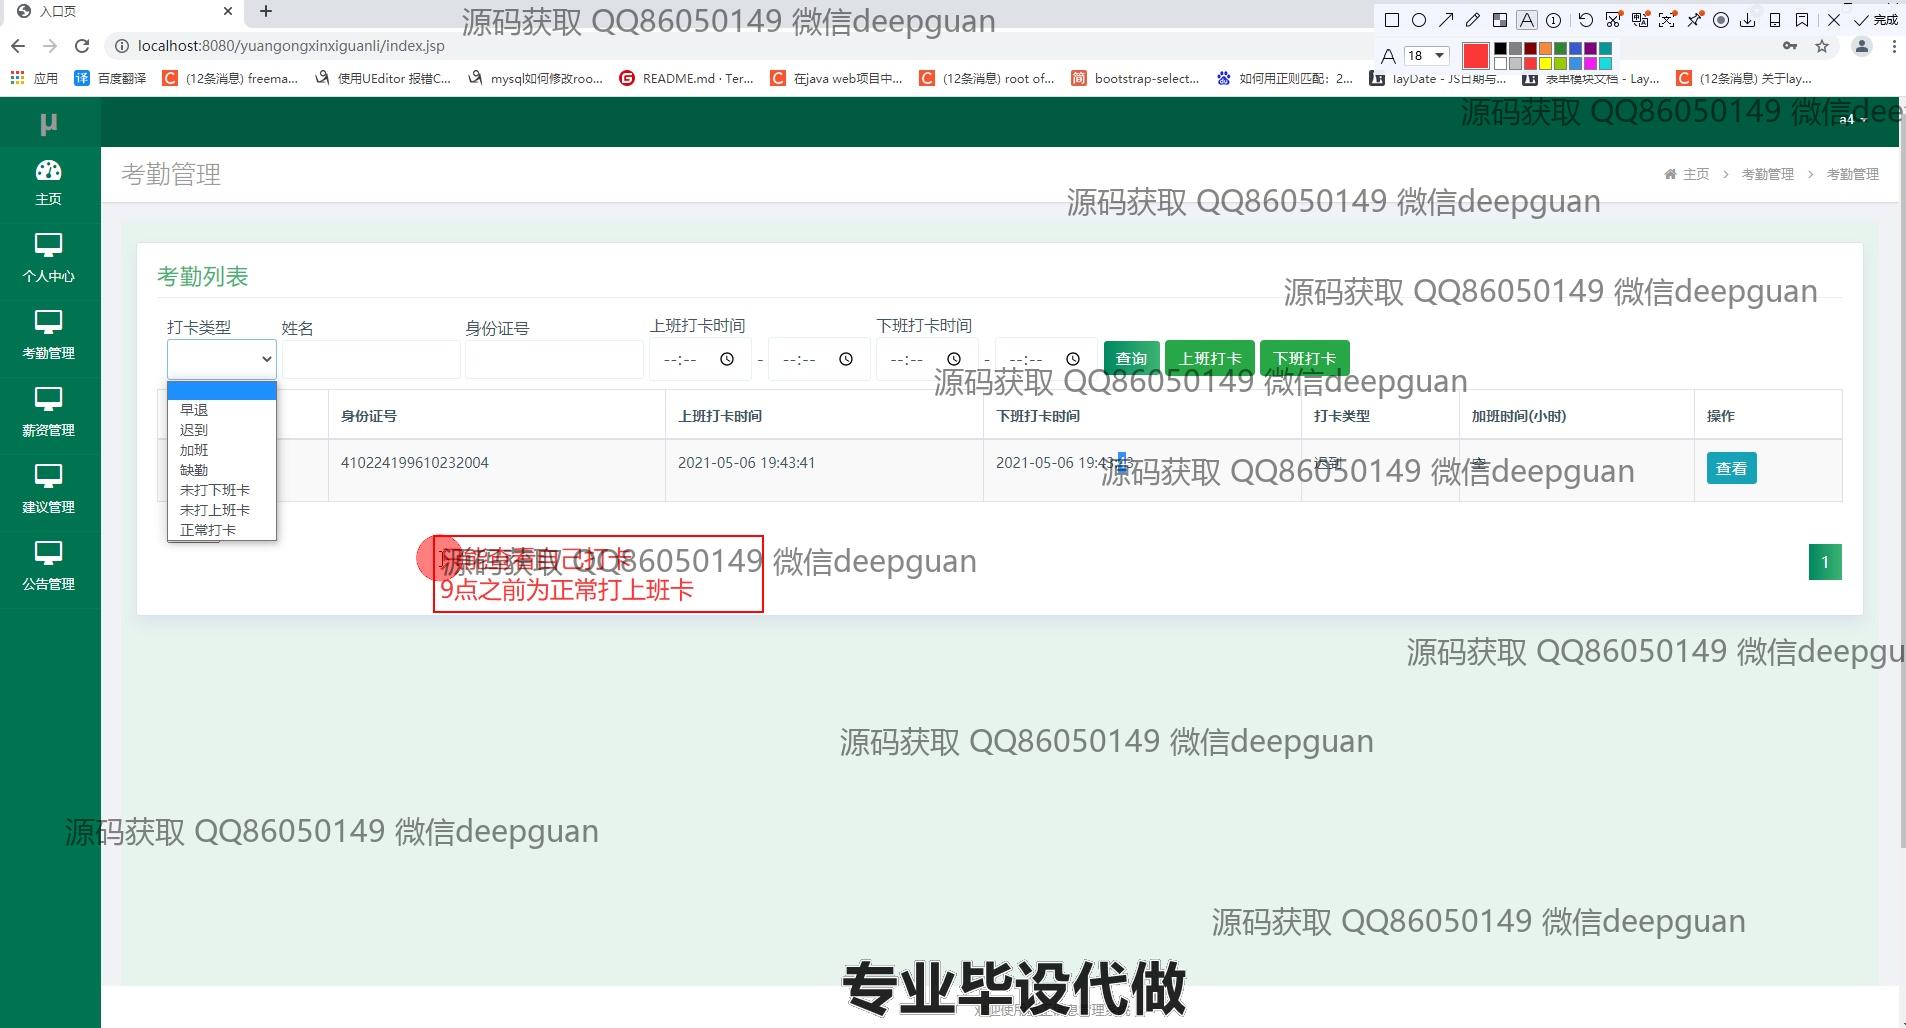 入口页
源码获取 QQ86050149 微信deepguan
完成
localhost:8080/yuangongxinxiguanli/index.jsp
18
应用
百度翻译
(12条消息) freema...
使用UEditor 报错C...
mysql如何修改roo...
README.md · Ter...
在java web项目中...
(12条消息) root of...
bootstrap-select...
如何用正则匹配：2...
layDate - JS日期与...
表单模块文档 - Lay...
(12条消息) 关于lay...
μ
源码获取 QQ86050149 微信deepguan
a4
主页
个人中心
考勤管理
薪资管理
建议管理
公告管理
考勤管理
主页 > 考勤管理 > 考勤管理
源码获取 QQ86050149 微信deepguan
考勤列表
源码获取 QQ86050149 微信deepguan
打卡类型 姓名 身份证号 上班打卡时间 下班打卡时间
--:-- - --:-- --:-- - --:-- 查询 上班打卡 下班打卡
源码获取 QQ86050149 微信deepguan
早退
迟到
加班
缺勤
未打下班卡
未打上班卡
正常打卡
身份证号 上班打卡时间 下班打卡时间 打卡类型 加班时间(小时) 操作
410224199610232004 2021-05-06 19:43:41 2021-05-06 19:43 迟到 查看
源码获取 QQ86050149 微信deepguan
能查看自己打卡
源码获取 QQ86050149 微信deepguan
9点之前为正常打上班卡
1
源码获取 QQ86050149 微信deepgu
源码获取 QQ86050149 微信deepguan
源码获取 QQ86050149 微信deepguan
源码获取 QQ86050149 微信deepguan
专业毕设代做